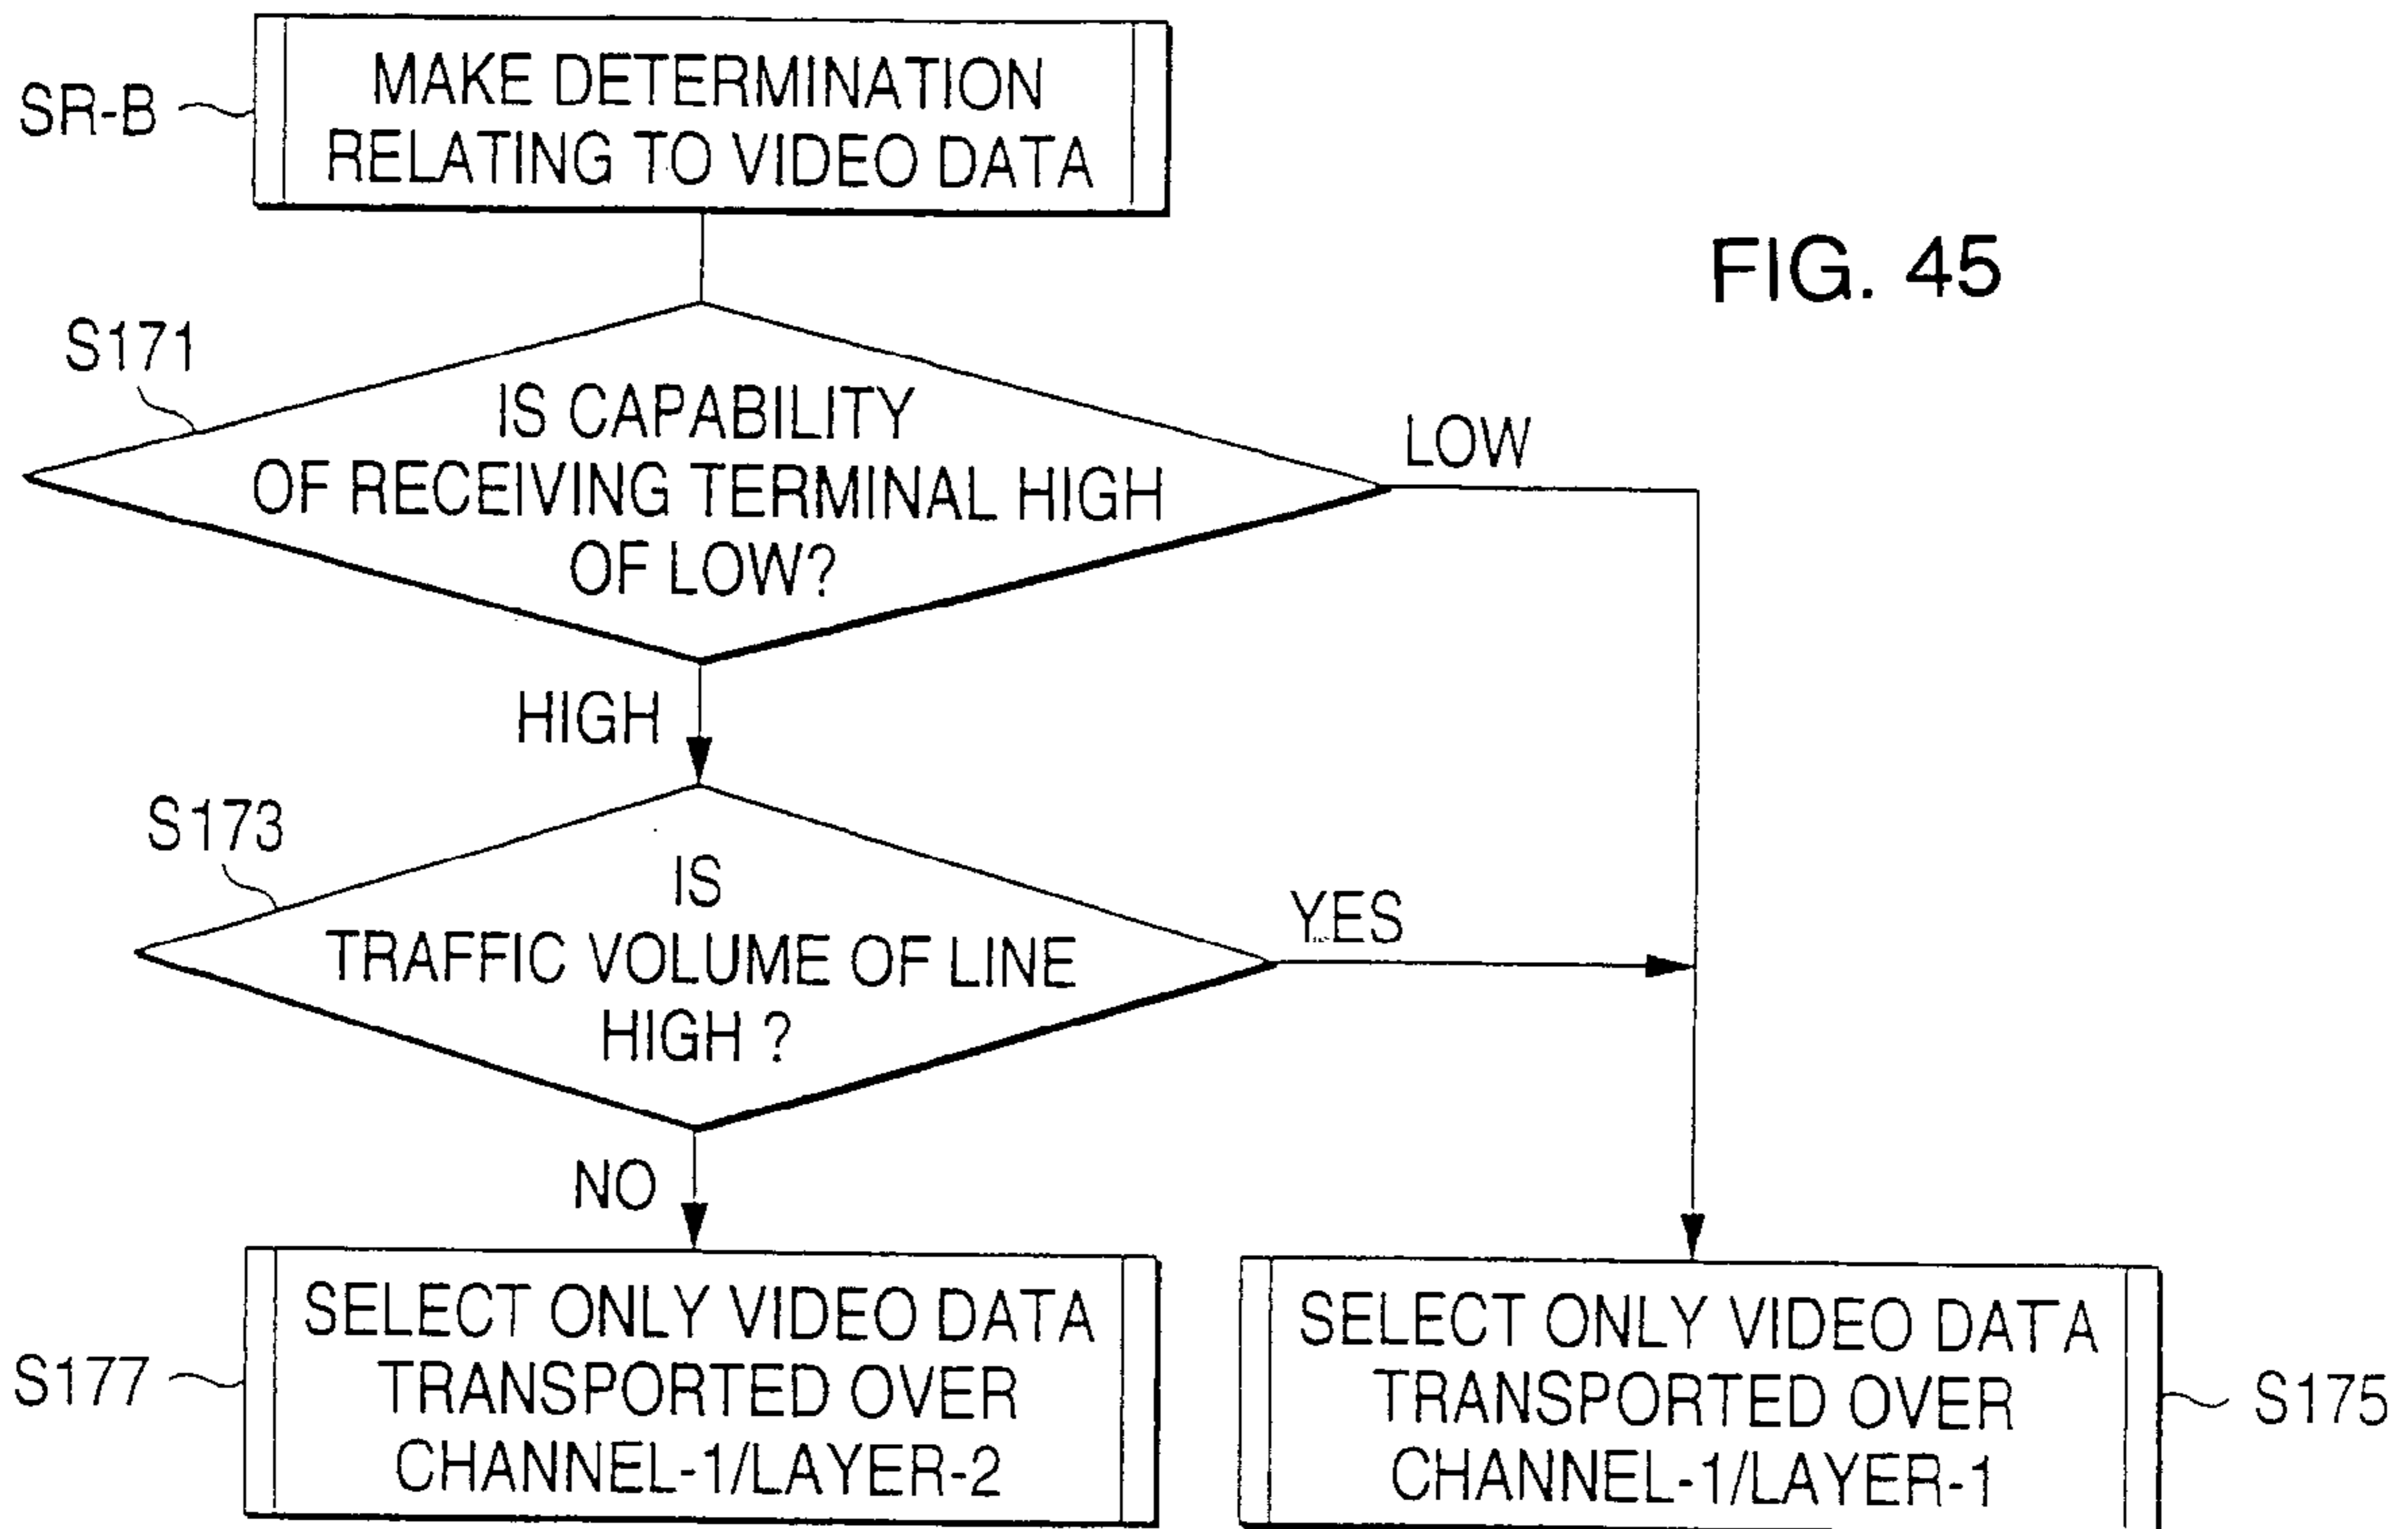 MAKE DETERMINATION
RELATING TO VIDEO DATA
SR-B
FIG. 45
S171
IS CAPABILITY
OF RECEIVING TERMINAL HIGH
OF LOW?
LOW
HIGH
S173
IS
TRAFFIC VOLUME OF LINE
HIGH ?
YES
NO
S177
SELECT ONLY VIDEO DATA
TRANSPORTED OVER
CHANNEL-1/LAYER-2
SELECT ONLY VIDEO DATA
TRANSPORTED OVER
CHANNEL-1/LAYER-1
S175